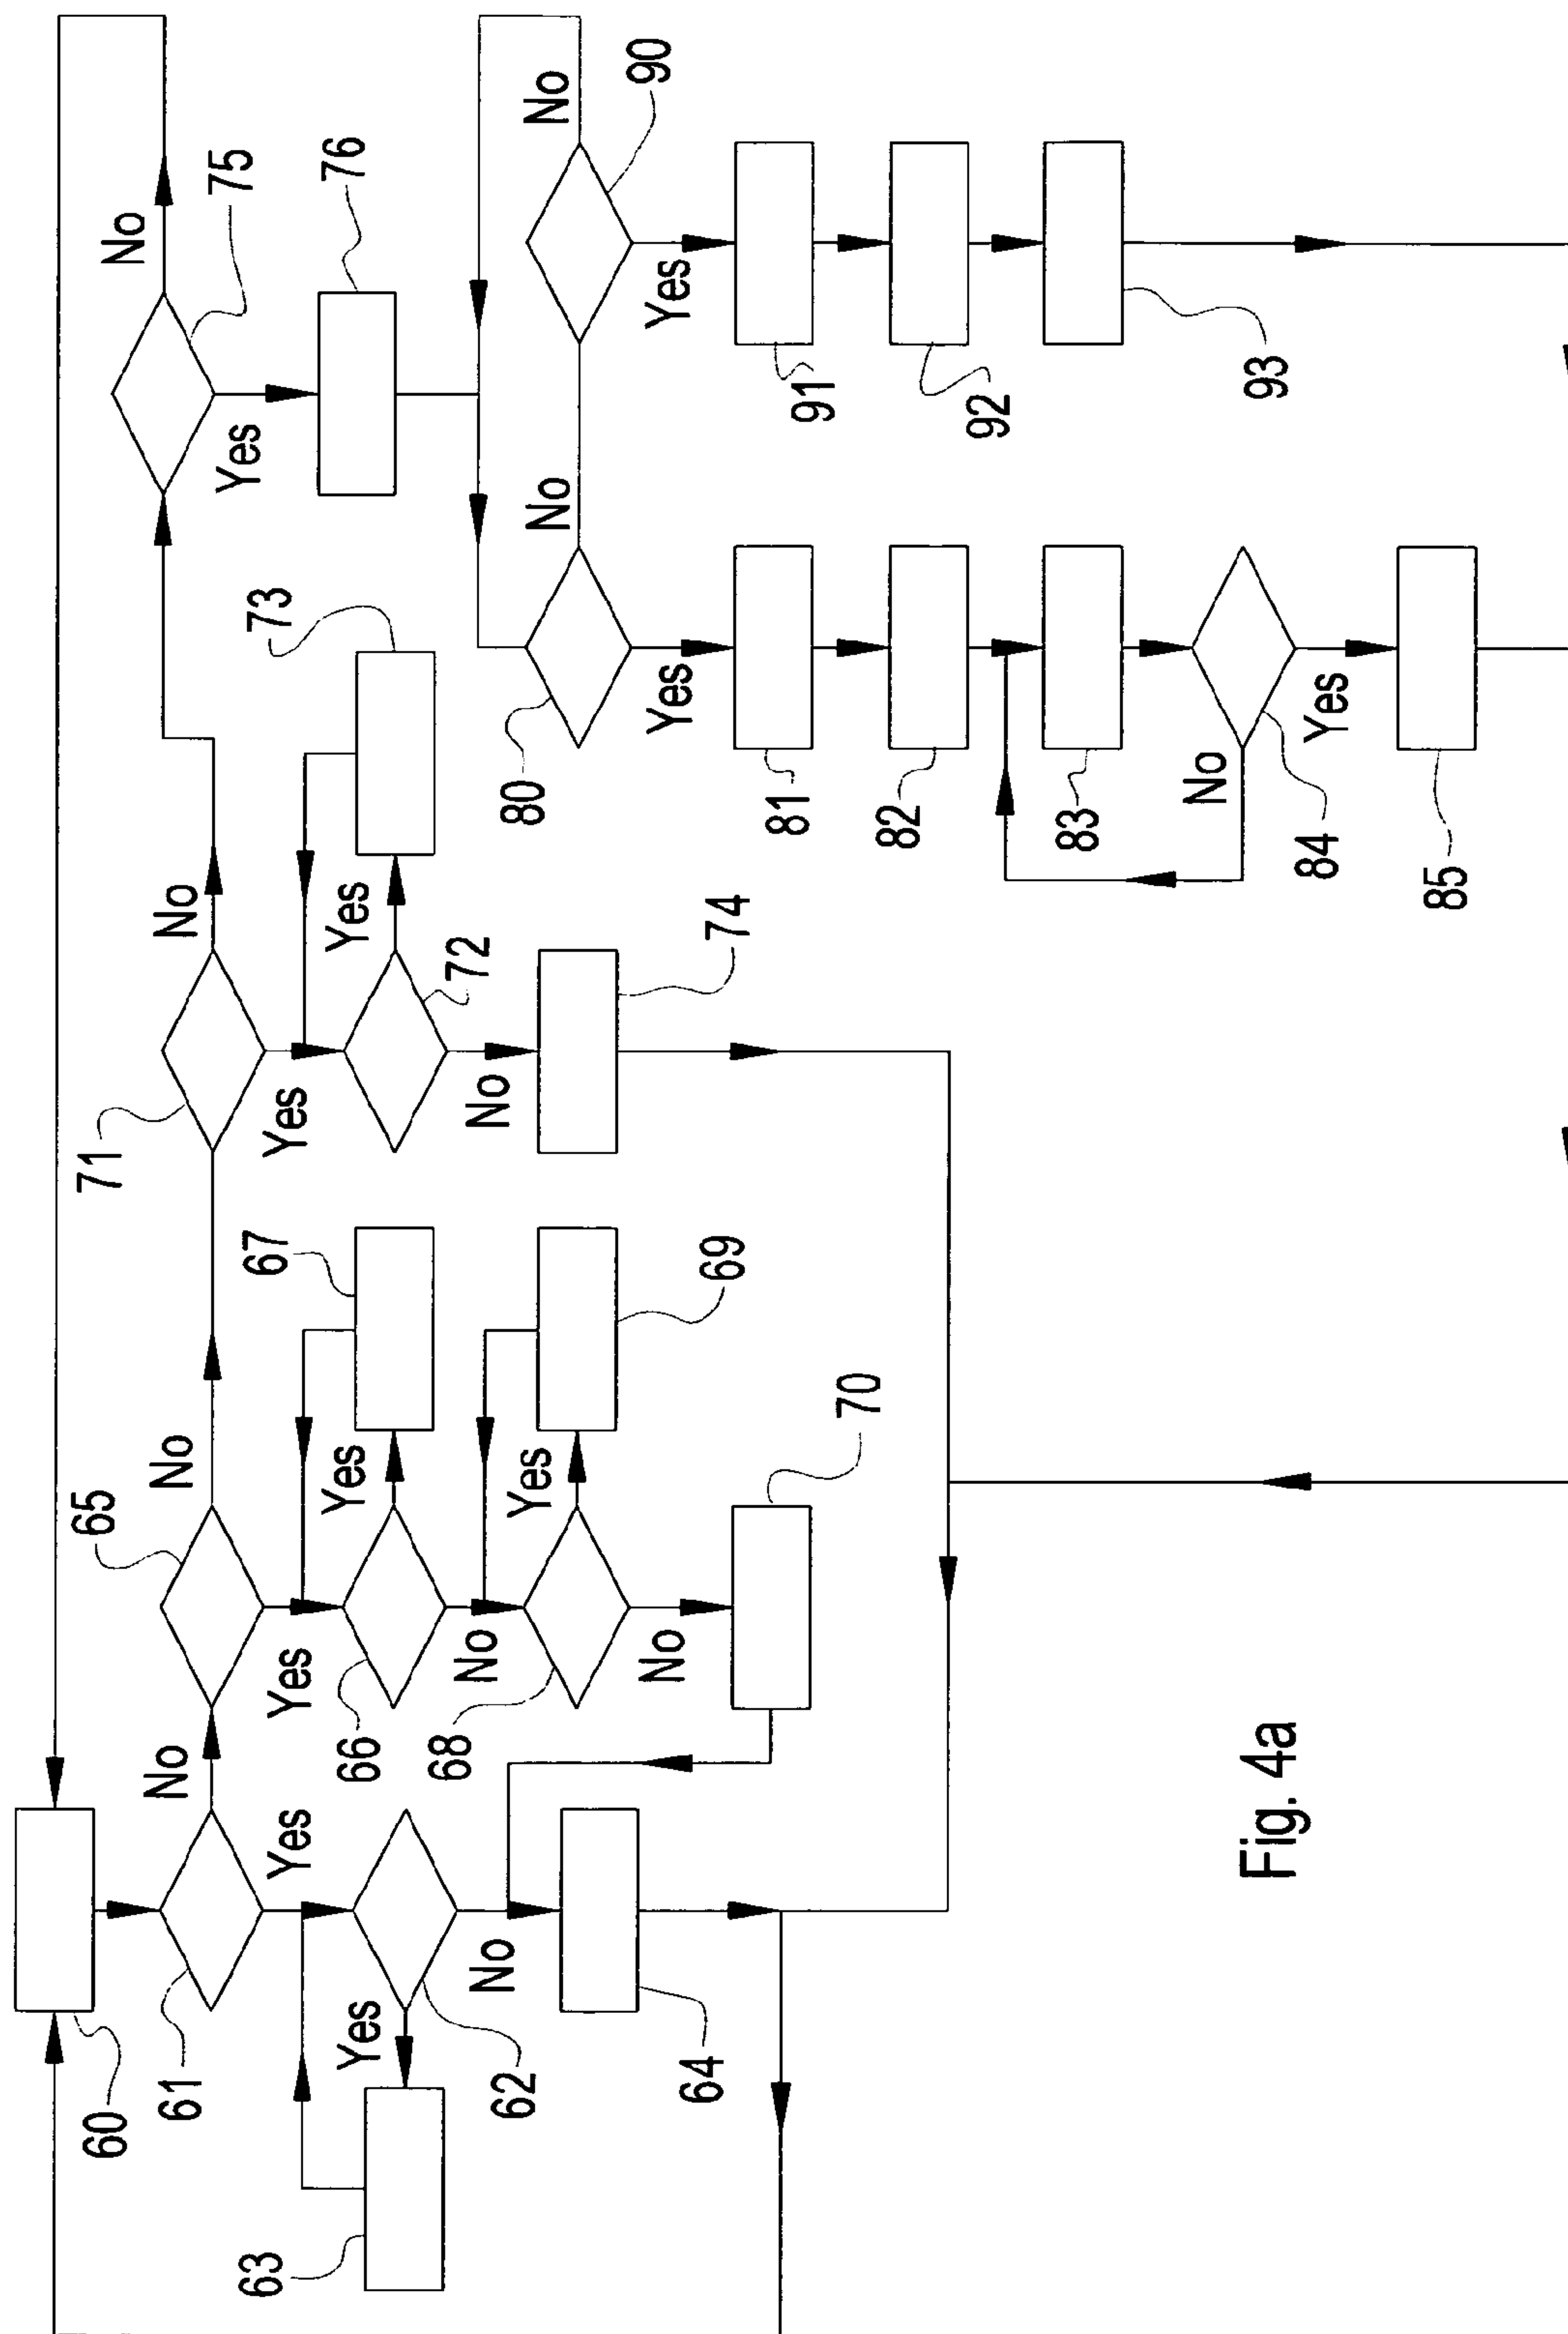 60
61
No
Yes
62
Yes
63
No
64
65
No
Yes
66
Yes
67
No
68
Yes
69
No
70
71
No
Yes
72
Yes
73
No
74
75
No
Yes
76
80
No
Yes
81
82
83
84
No
Yes
85
90
No
Yes
91
92
93
Fig. 4a